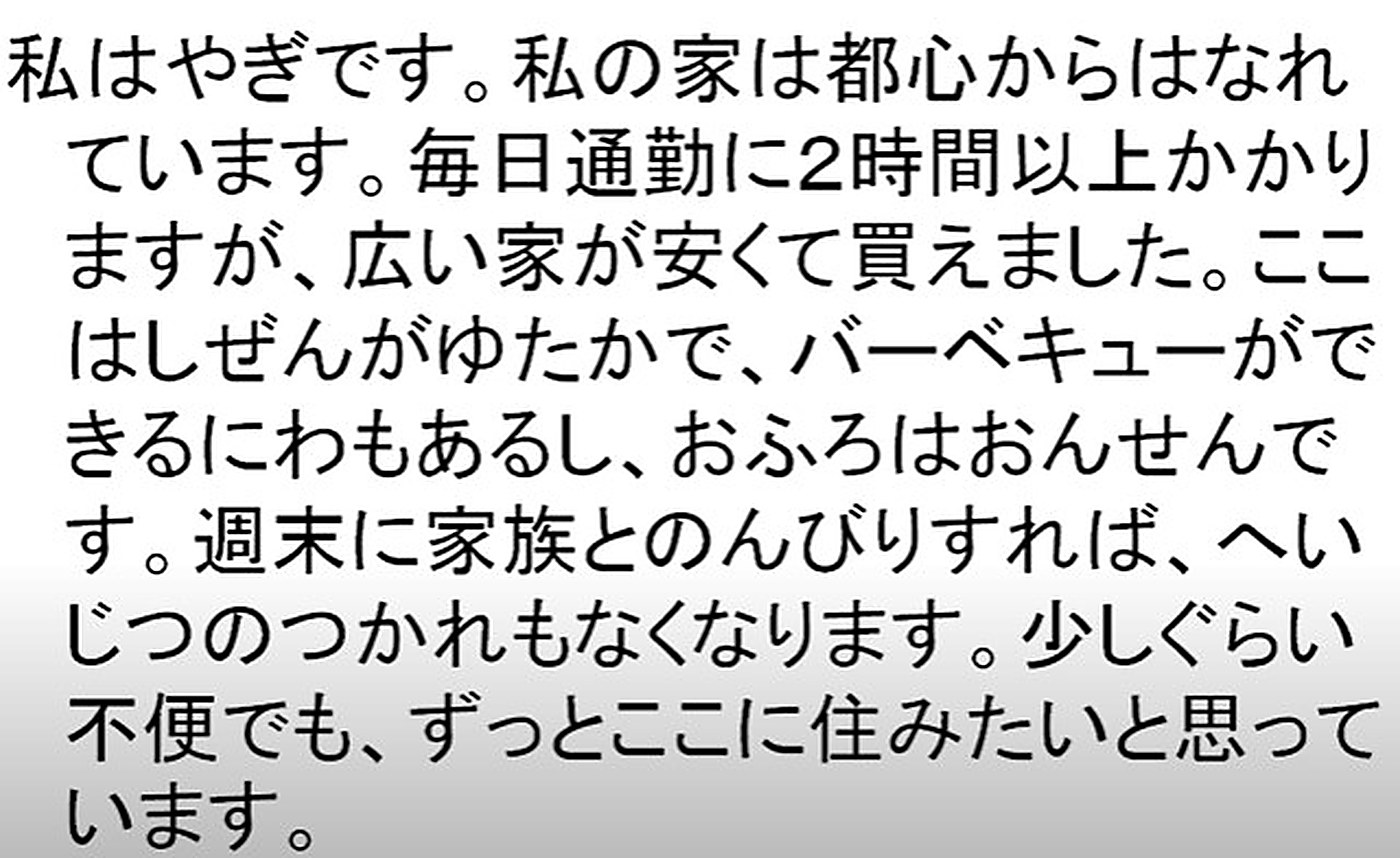 私はやぎです。私の家は都心からはなれ
ています。毎日通勤に2時間以上かかり
ますが、広い家が安くて買えました。ここ
はしぜんがゆたかで、バーベキューがで
きるにわもあるし、おふろはおんせんで
す。週末に家族とのんびりすれば、へい
じつのつかれもなくなります。少しぐらい
不便でも、ずっとここに住みたいと思って
います。